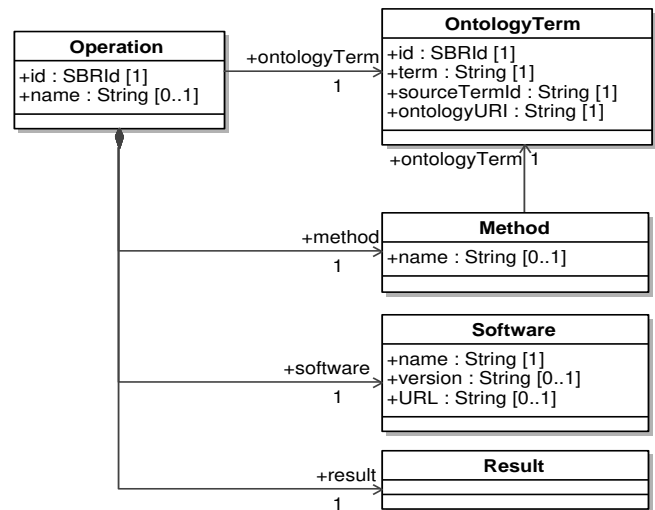 Operation
+id : SBRId [1]
+name : String [0..1]
+ontologyTerm
1
OntologyTerm
+id : SBRId [1]
+term : String [1]
+sourceTermId : String [1]
+ontologyURI : String [1]
+ontologyTerm 1
+method
1
Method
+name : String [0..1]
+software
1
Software
+name : String [1]
+version : String [0..1]
+URL : String [0..1]
+result
1
Result